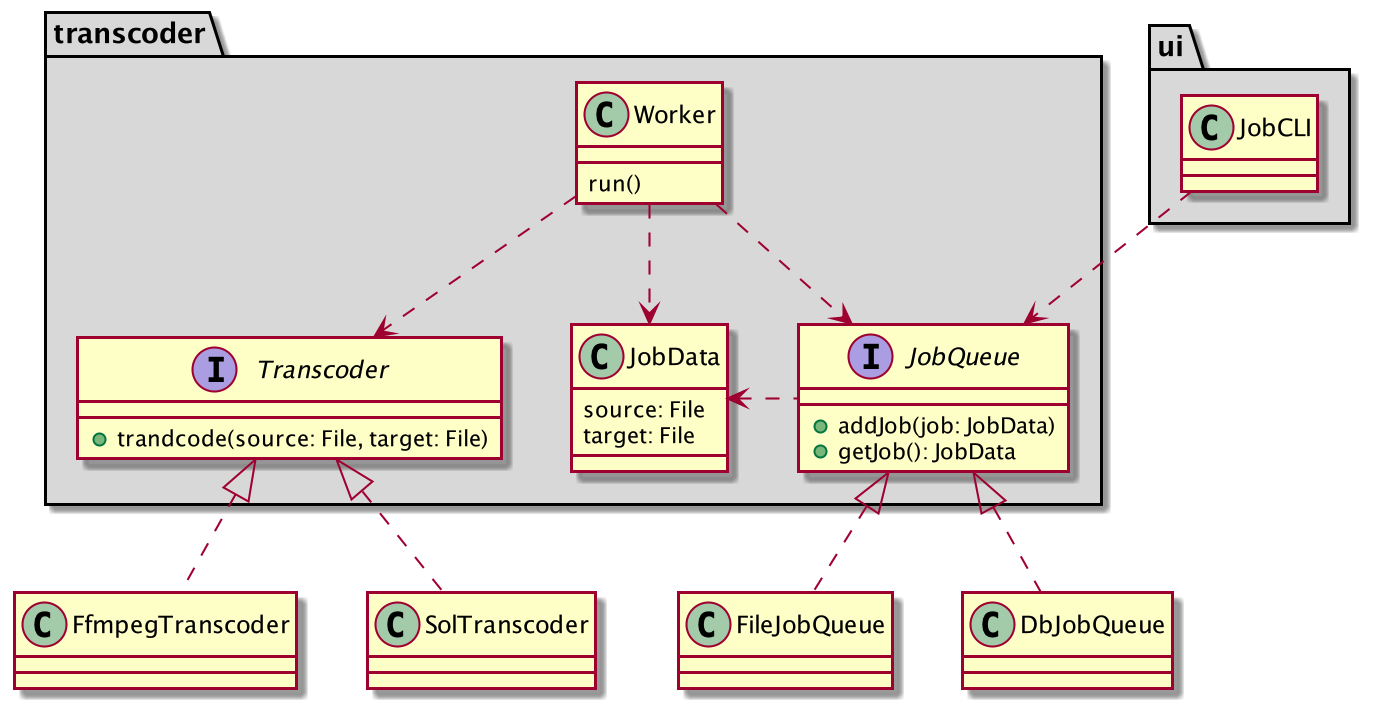 transcoder
ui
C Worker
run()
C JobCLI
I Transcoder
trandcode(source: File, target: File)
C JobData
source: File
target: File
I JobQueue
addJob(job: JobData)
getJob(): JobData
C FfmpegTranscoder
C SolTranscoder
C FileJobQueue
C DbJobQueue